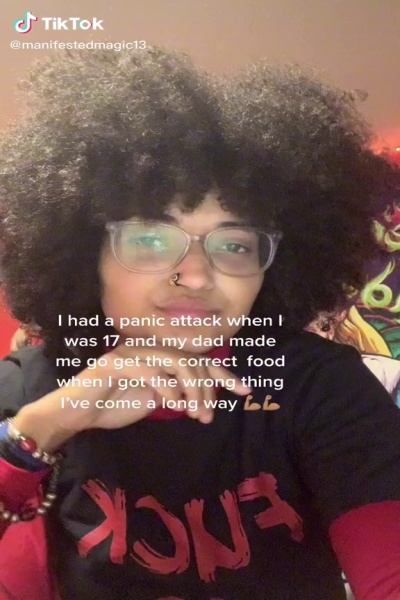 TikTok
@manifestedmagic13
I had a panic attack when I
was 17 and my dad made
me go get the correct food
when I got the wrong thing
I've come a long way 💪🏽💪🏽
FUCK